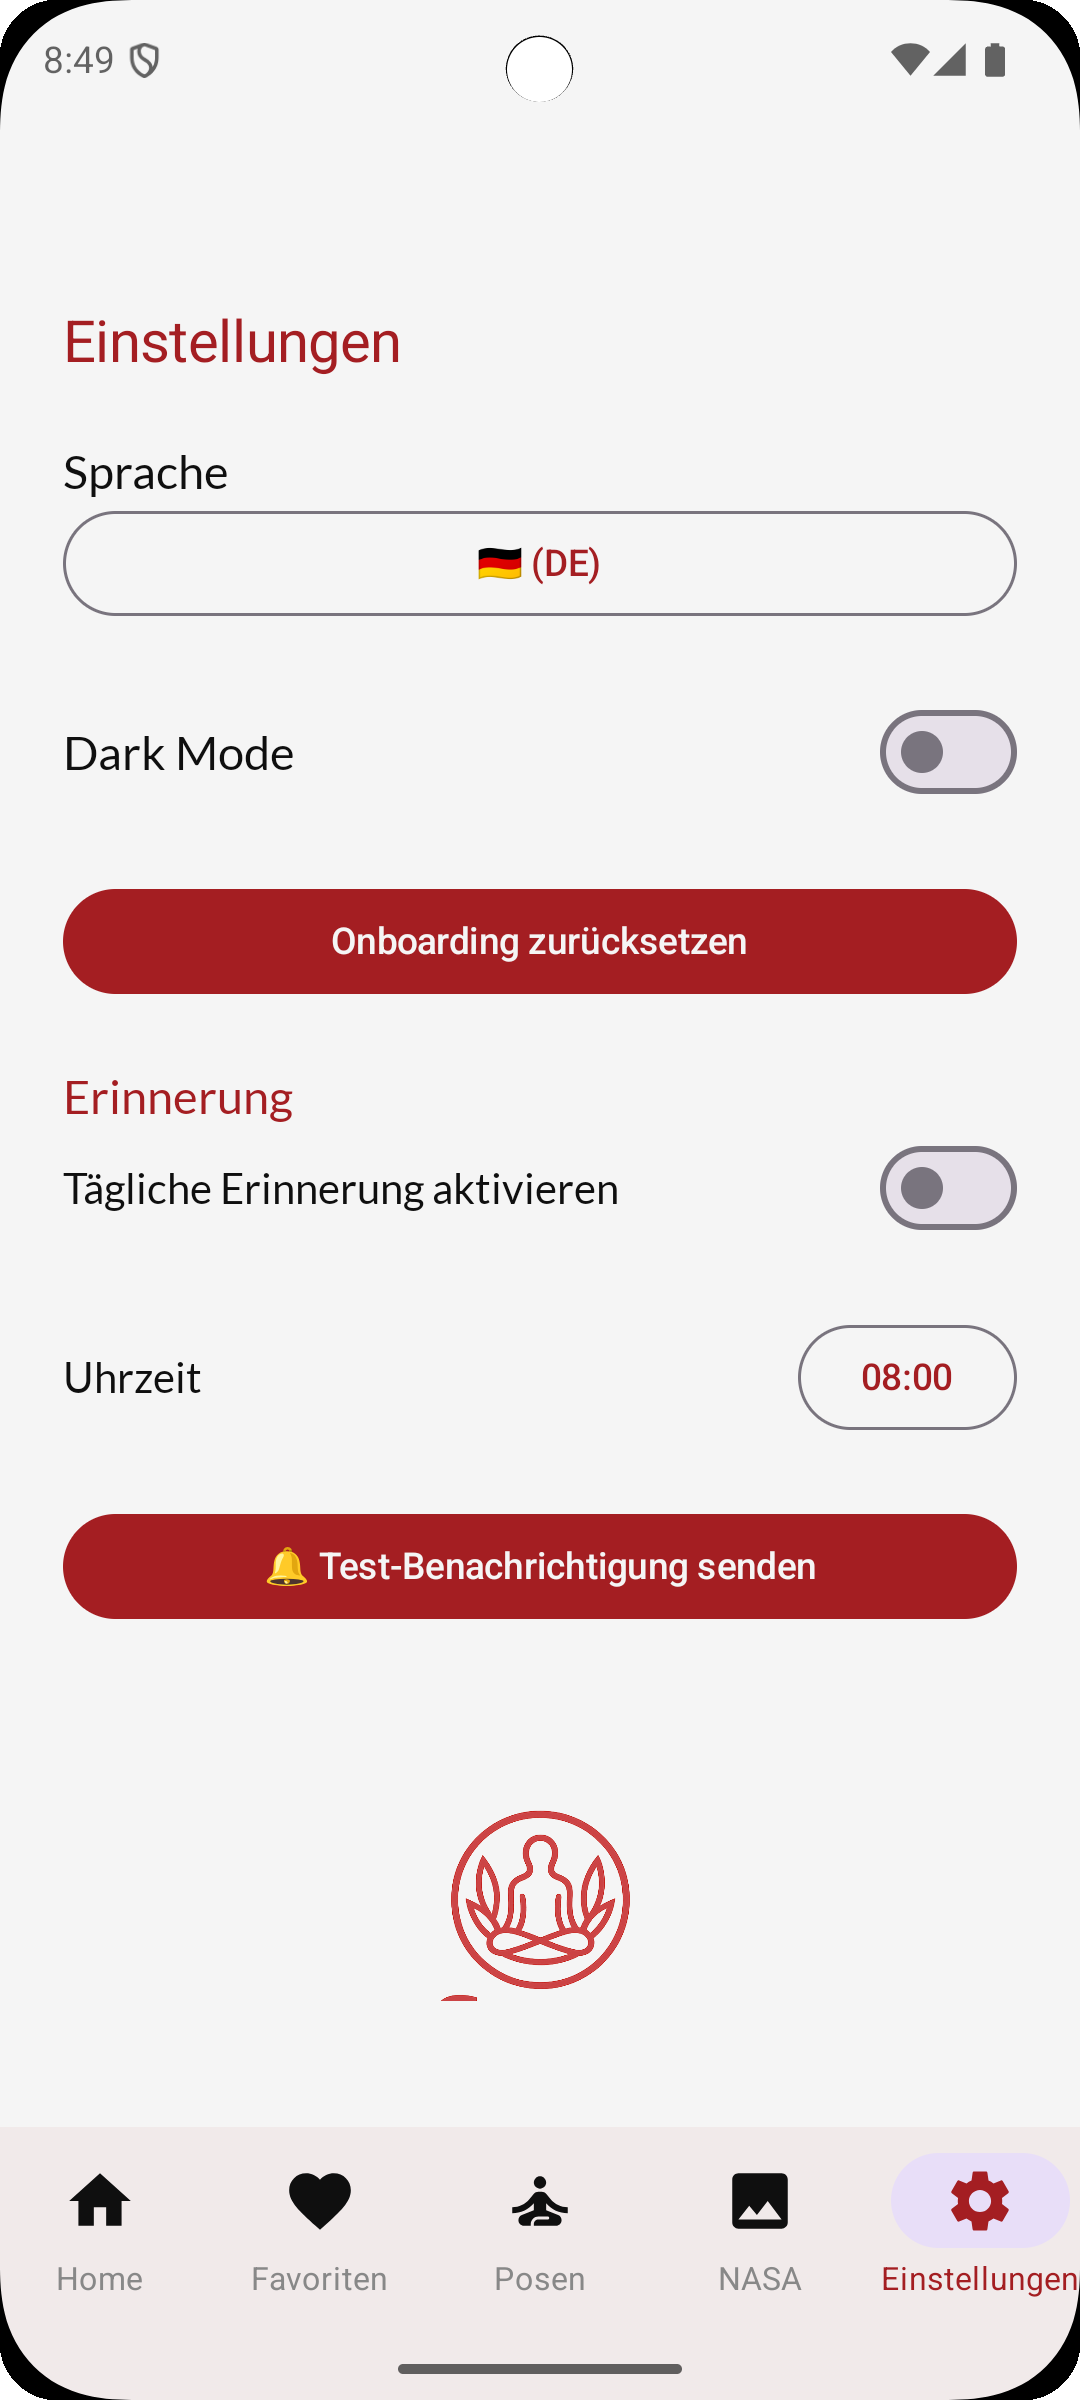 8:49
Einstellungen
Sprache
🇩🇪 (DE)
Dark Mode
Onboarding zurücksetzen
Erinnerung
Tägliche Erinnerung aktivieren
Uhrzeit
08:00
🔔 Test-Benachrichtigung senden
Home
Favoriten
Posen
NASA
Einstellungen